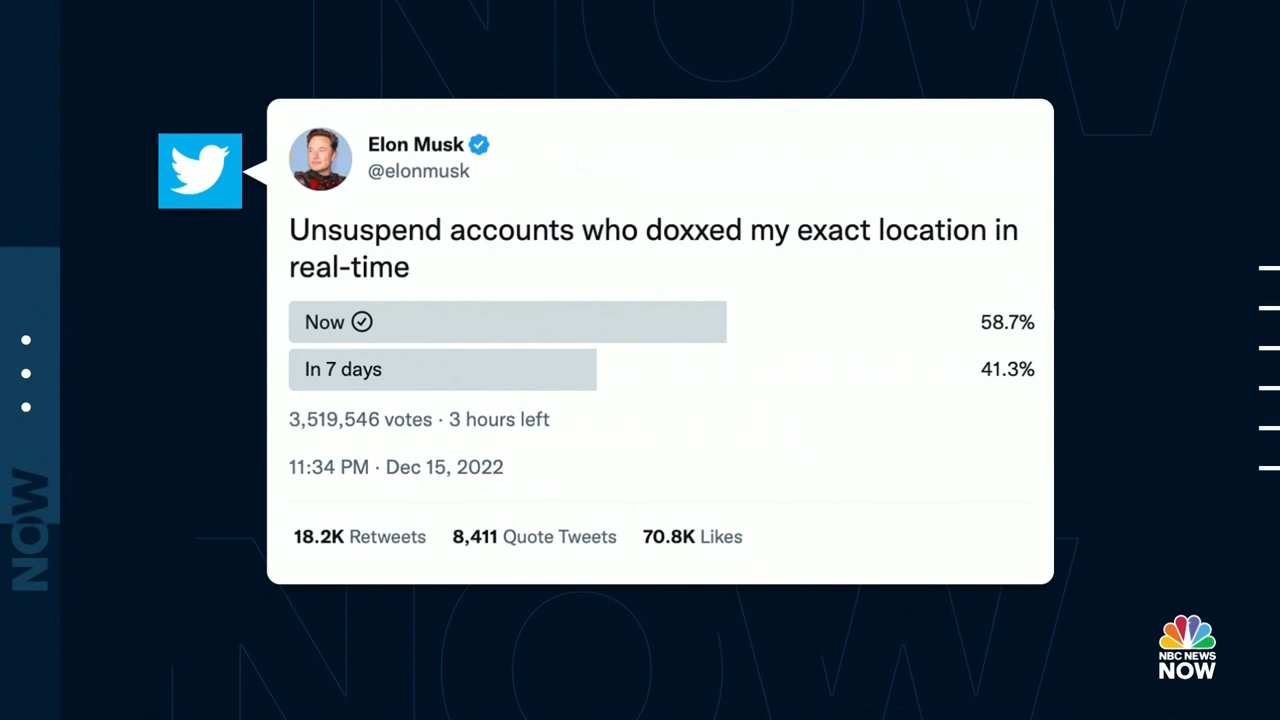 Elon Musk
@elonmusk
Unsuspend accounts who doxxed my exact location in
real-time
Now 58.7%
In 7 days 41.3%
3,519,546 votes · 3 hours left
11:34 PM · Dec 15, 2022
18.2K Retweets 8,411 Quote Tweets 70.8K Likes
NOW
NBC NEWS
NOW
NOW
NOW